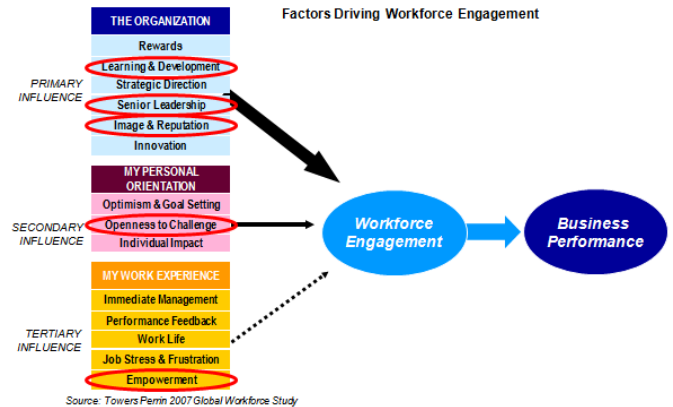 Factors Driving Workforce Engagement
THE ORGANIZATION
Rewards
Learning & Development
Strategic Direction
Senior Leadership
Image & Reputation
Innovation
PRIMARY
INFLUENCE
MY PERSONAL
ORIENTATION
Optimism & Goal Setting
Openness to Challenge
Individual Impact
SECONDARY
INFLUENCE
MY WORK EXPERIENCE
Immediate Management
Performance Feedback
Work Life
Job Stress & Frustration
Empowerment
TERTIARY
INFLUENCE
Workforce
Engagement
Business
Performance
Source: Towers Perrin 2007 Global Workforce Study